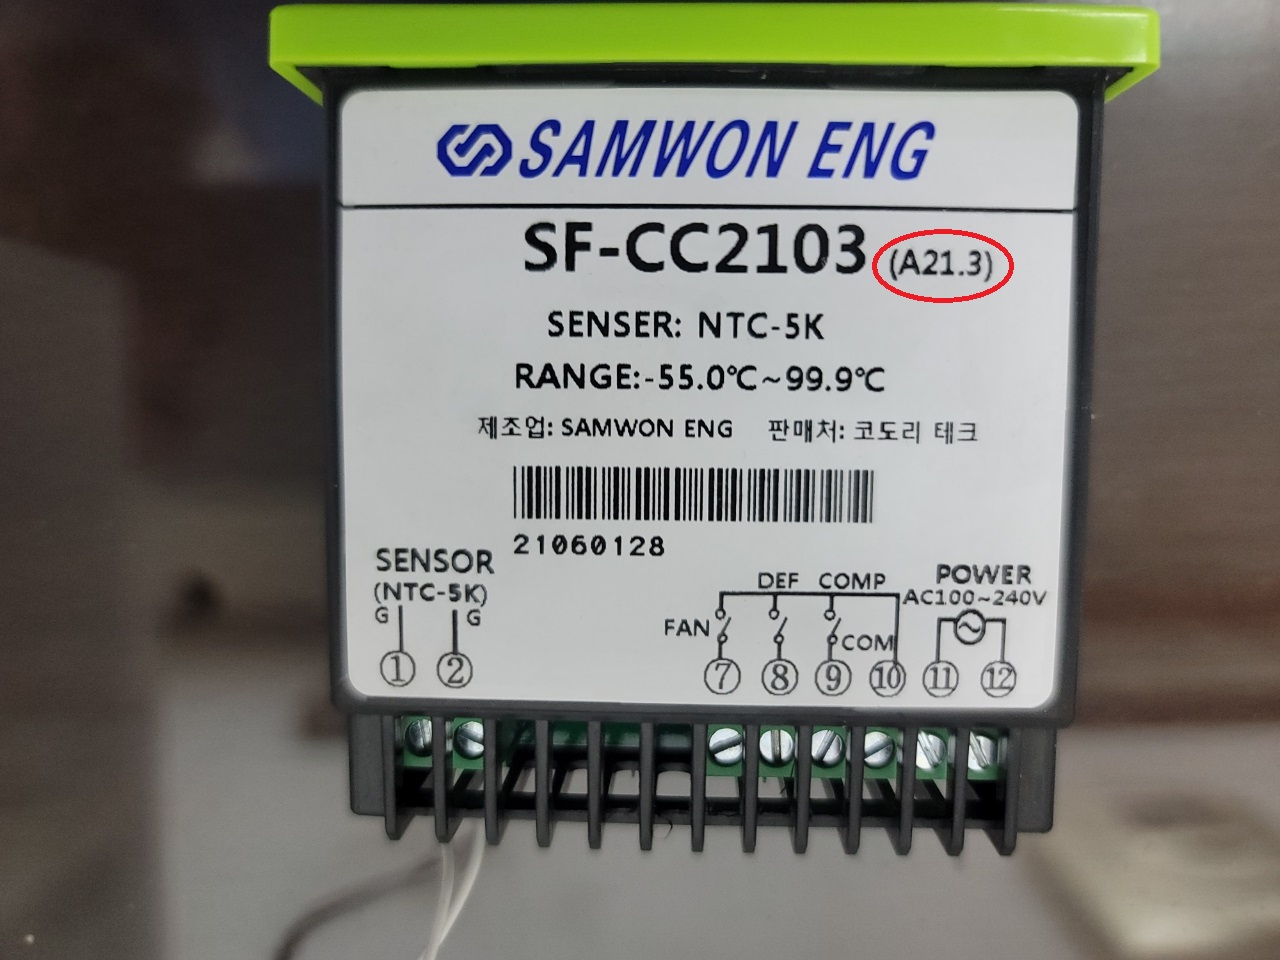 SAMWON ENG
SF-CC2103 (A21.3)
SENSER: NTC-5K
RANGE:-55.0℃~99.9℃
제조업: SAMWON ENG 판매처: 코도리 테크
21060128
SENSOR
(NTC-5K)
G G
① ②
DEF COMP
FAN
COM
POWER
AC100~240V
⑦ ⑧ ⑨ ⑩ ⑪ ⑫